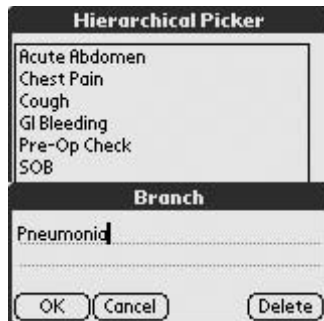 Hierarchical Picker
Acute Abdomen
Chest Pain
Cough
GI Bleeding
Pre-Op Check
SOB
Branch
Pneumonia
OK Cancel Delete